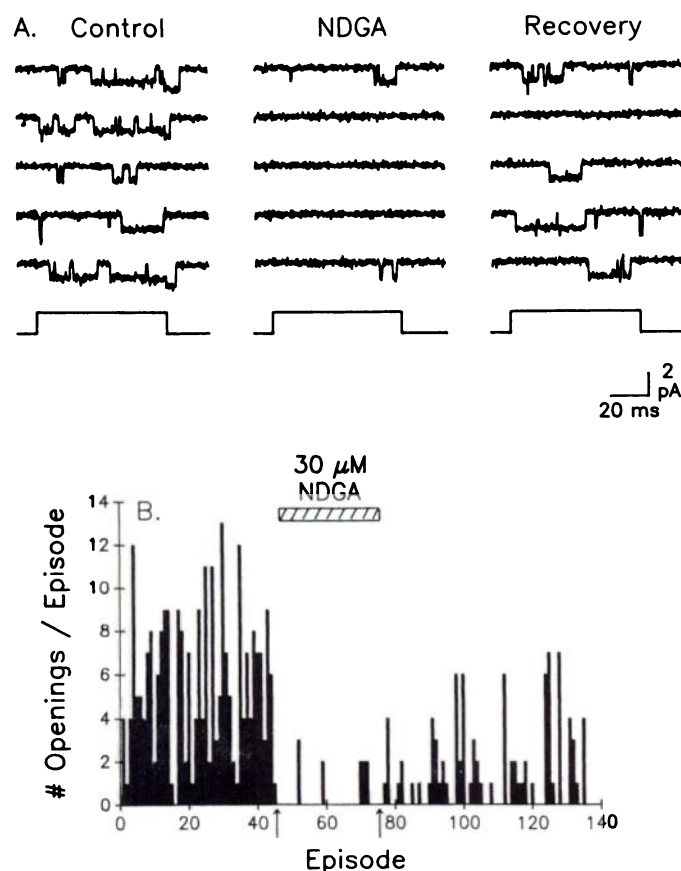 A. Control NDGA Recovery
2
pA
20 ms
30 μM
NDGA
B.
14
12
10
8
6
4
2
0
0 20 40 60 80 100 120 140
# Openings / Episode
Episode